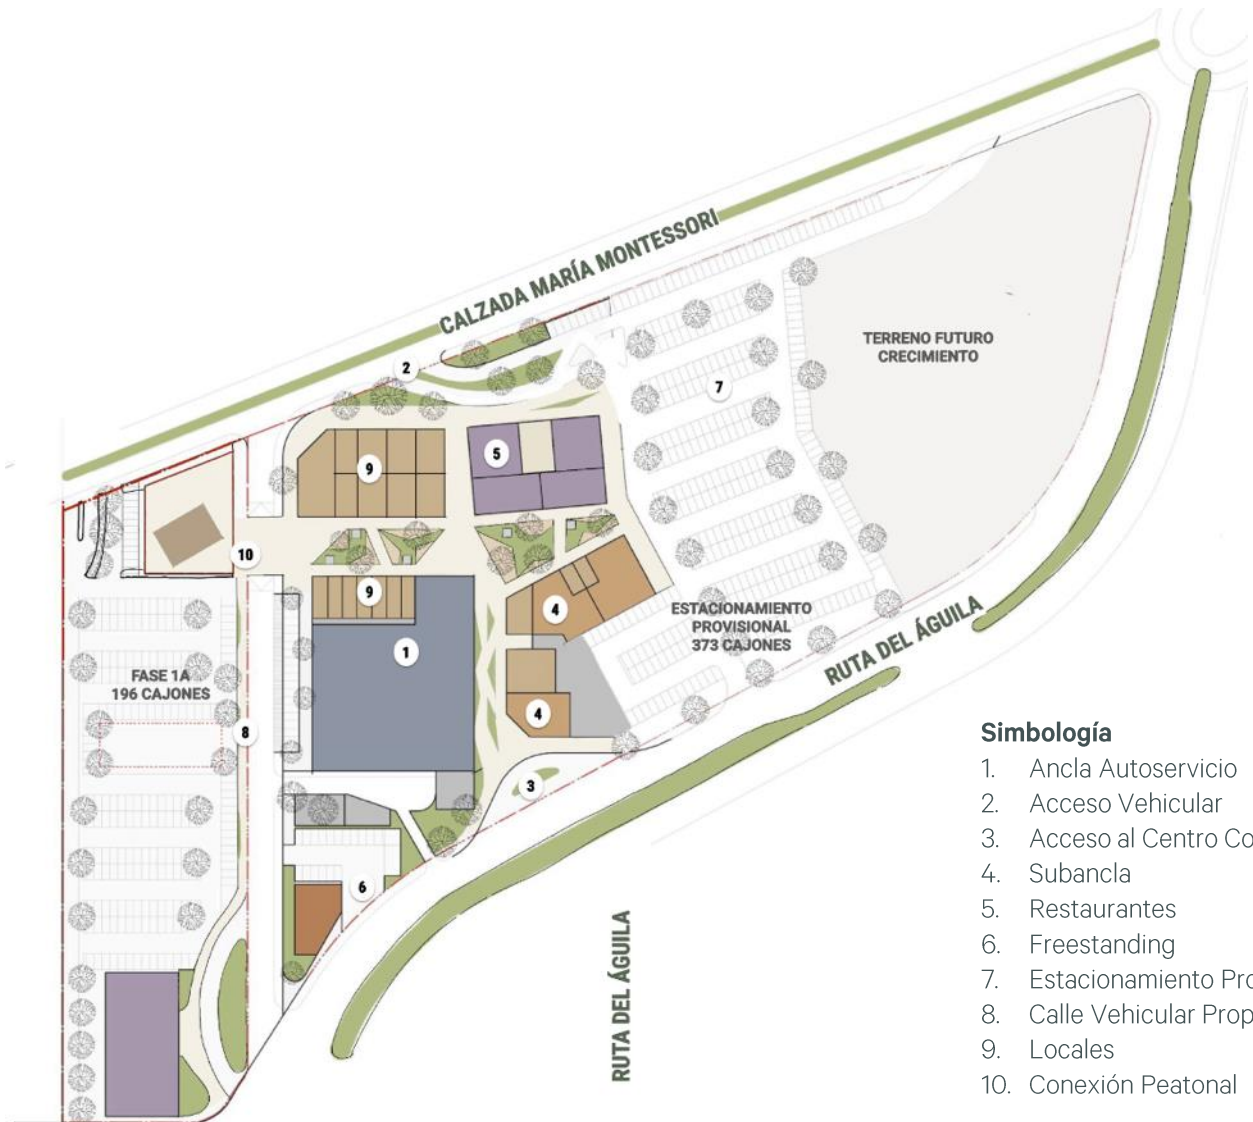 CALZADA MARÍA MONTESSORI
2
TERRENO FUTURO
CRECIMIENTO
7
9
5
10
9
4
ESTACIONAMIENTO
PROVISIONAL
373 CAJONES
1
RUTA DEL ÁGUILA
FASE 1A
196 CAJONES
4
8
3
6
RUTA DEL ÁGUILA
Simbología
1. Ancla Autoservicio
2. Acceso Vehicular
3. Acceso al Centro Co
4. Subancla
5. Restaurantes
6. Freestanding
7. Estacionamiento Pro
8. Calle Vehicular Prop
9. Locales
10. Conexión Peatonal